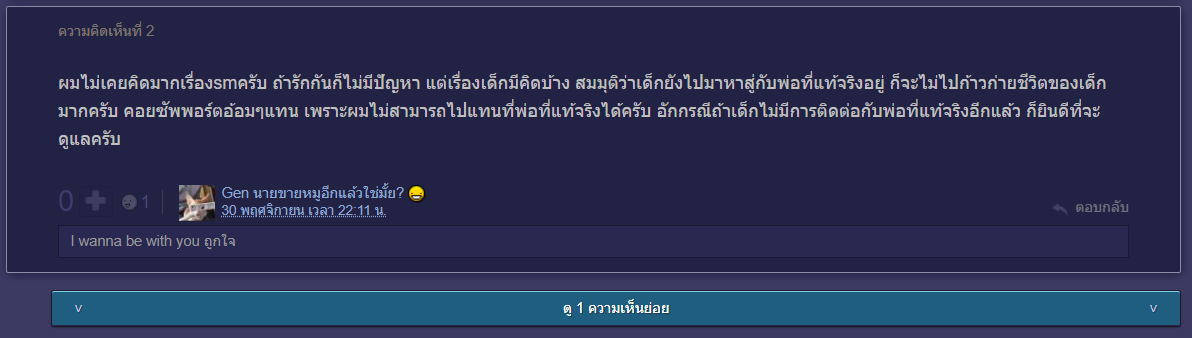 ความคิดเห็นที่ 2
ผมไม่เคยคิดมากเรื่องsmครับ ถ้ารักกันก็ไม่มีปัญหา แต่เรื่องเด็กมีคิดบ้าง สมมุติว่าเด็กยังไปมาหาสู่กับพ่อที่แท้จริงอยู่ ก็จะไม่ไปก้าวก่ายชีวิตของเด็ก
มากครับ คอยซัพพอร์ตอ้อมๆแทน เพราะผมไม่สามารถไปแทนที่พ่อที่แท้จริงได้ครับ อักกรณีถ้าเด็กไม่มีการติดต่อกับพ่อที่แท้จริงอีกแล้ว ก็ยินดีที่จะ
ดูแลครับ
0 1 Gen นายขายหมูอีกแล้วใช่มั้ย?
30 พฤศจิกายน เวลา 22:11 น.
ตอบกลับ
I wanna be with you ถูกใจ
ดู 1 ความเห็นย่อย